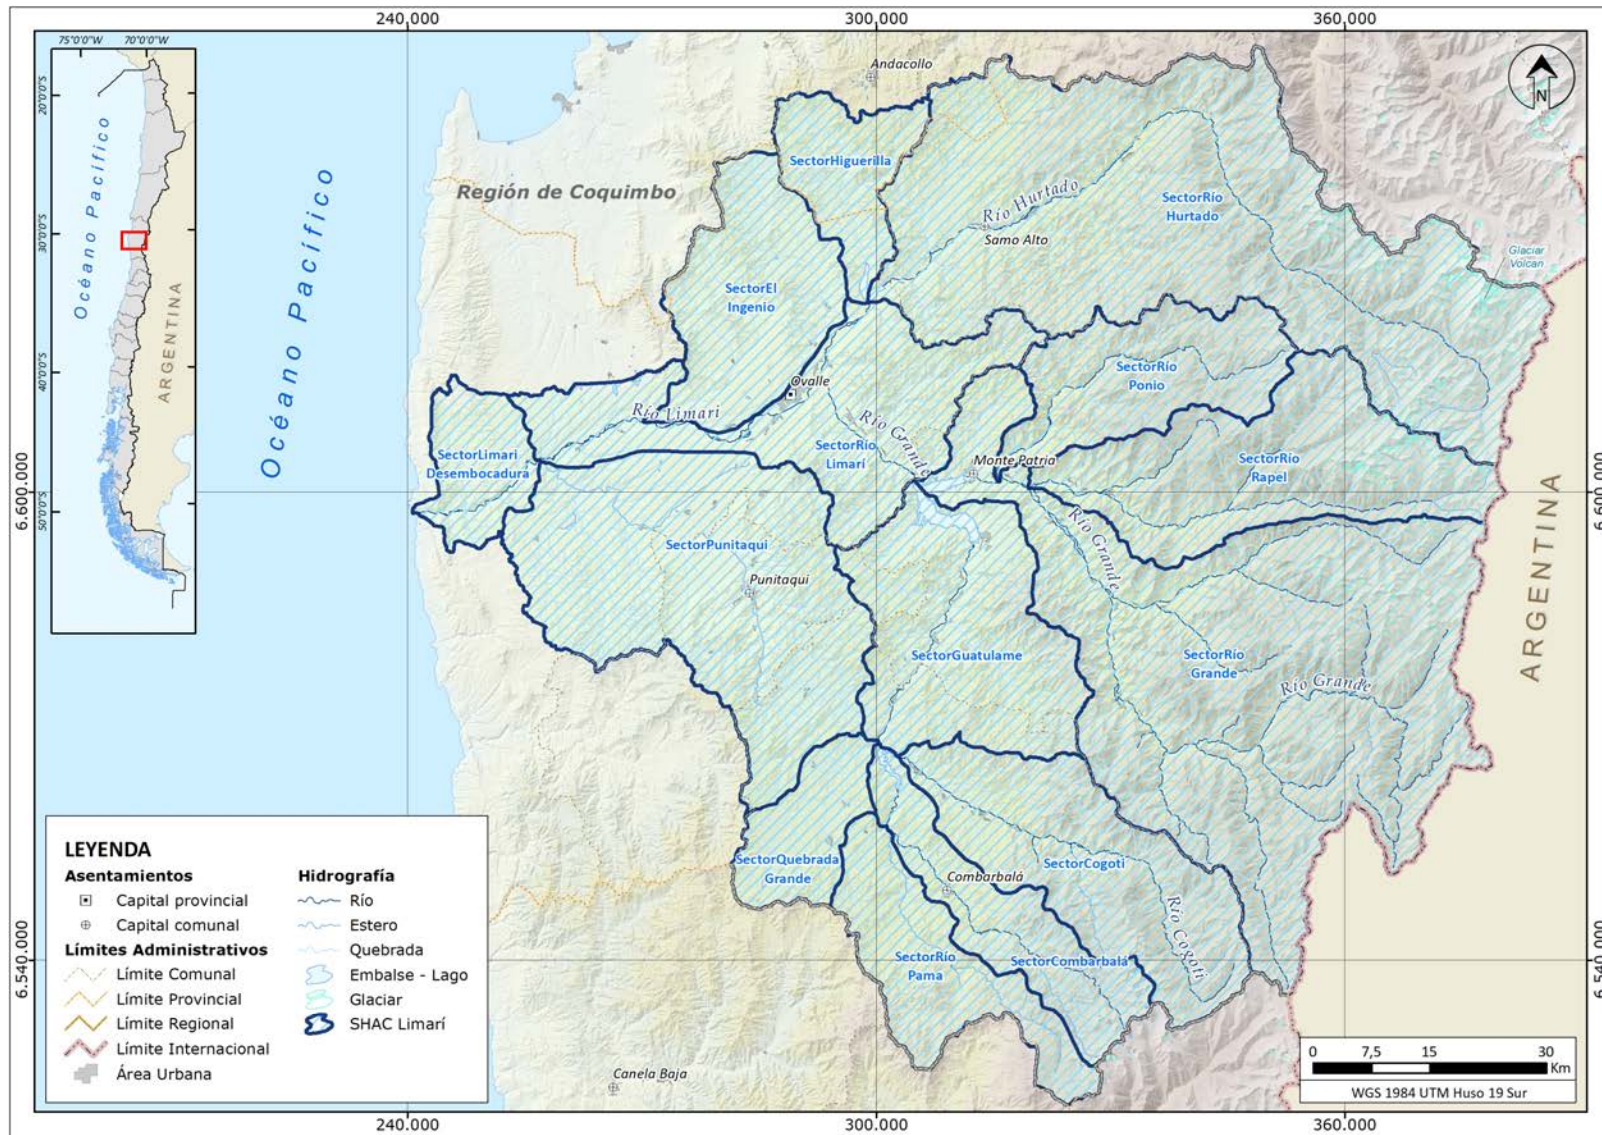 240.000
300.000
360.000
75°0'0"W
70°0'0"W
20°0'0"S
30°0'0"S
40°0'0"S
50°0'0"S
Océano Pacífico
ARGENTINA
N
Andacollo
Océano Pacífico
Región de Coquimbo
SectorHiguerilla
Río Hurtado
SectorRío
Hurtado
Samo Alto
Glaciar
Volcan
SectorEl
Ingenio
SectorRío
Ponio
Ovalle
Río Limari
Río Grande
SectorLimari
Desembocadura
SectorRío
Limarí
Monte Patria
SectorRío
Rapel
6.600.000
6.600.000
Río Grande
ARGENTINA
SectorPunitaqui
Punitaqui
SectorGuatulame
SectorRío
Grande
Río Grande
SectorQuebrada
Grande
SectorCogoti
Combarbalá
Río Cogoti
SectorRío
Pama
SectorCombarbalá
6.540.000
6.540.000
Canela Baja
LEYENDA
Asentamientos
Capital provincial
Capital comunal
Límites Administrativos
Límite Comunal
Límite Provincial
Límite Regional
Límite Internacional
Área Urbana
Hidrografía
Río
Estero
Quebrada
Embalse - Lago
Glaciar
SHAC Limarí
0 7,5 15 30
Km
WGS 1984 UTM Huso 19 Sur
240.000
300.000
360.000